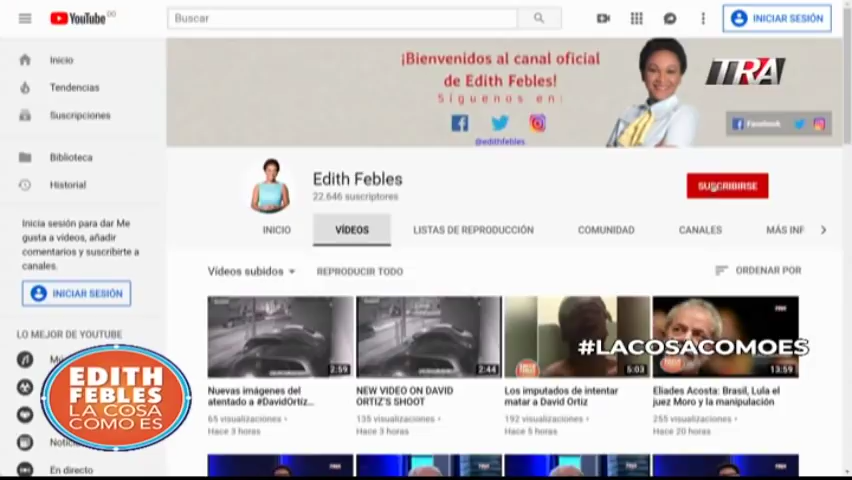 YouTube DO
Buscar
INICIAR SESIÓN
Inicio
Tendencias
Suscripciones
Biblioteca
Historial
Inicia sesión para dar Me
gusta a vídeos, añadir
comentarios y suscribirte a
canales.
INICIAR SESIÓN
LO MEJOR DE YOUTUBE
En directo
¡Bienvenidos al canal oficial
de Edith Febles!
Síguenos en:
@edithfebles
TRA
Facebook
Edith Febles
22.646 suscriptores
SUSCRIBIRSE
INICIO
VÍDEOS
LISTAS DE REPRODUCCIÓN
COMUNIDAD
CANALES
MÁS INF
Vídeos subidos
REPRODUCIR TODO
ORDENAR POR
2:59
2:44
5:03
13:59
#LACOSACOMOES
Nuevas imágenes del
atentado a #DavidOrtiz...
65 visualizaciones •
Hace 3 horas
NEW VIDEO ON DAVID
ORTIZ'S SHOOT
135 visualizaciones •
Hace 3 horas
Los imputados de intentar
matar a David Ortiz
192 visualizaciones •
Hace 5 horas
Eliades Acosta: Brasil, Lula el
juez Moro y la manipulación
255 visualizaciones •
Hace 20 horas
EDITH
FEBLES
LA COSA
COMO ES